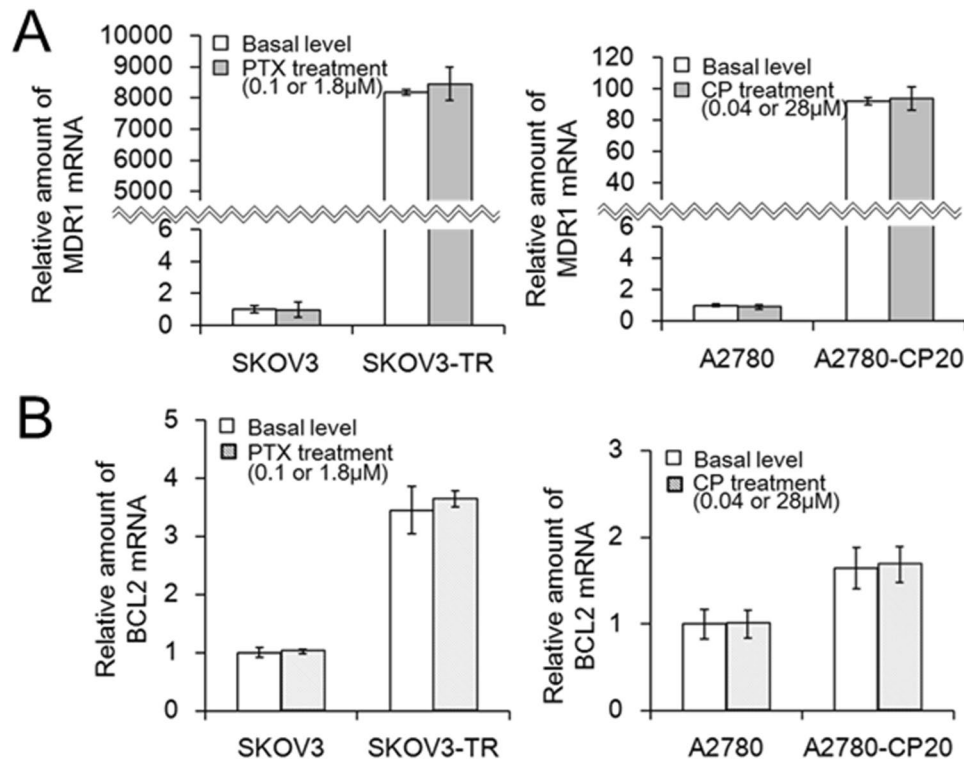 A
Relative amount of
MDR1 mRNA
10000
9000
8000
7000
6000
5000
6
4
2
0
Basal level
PTX treatment
(0.1 or 1.8μM)
SKOV3
SKOV3-TR
Relative amount of
MDR1 mRNA
120
100
80
60
40
6
4
2
0
Basal level
CP treatment
(0.04 or 28μM)
A2780
A2780-CP20
B
Relative amount of
BCL2 mRNA
5
4
3
2
1
0
Basal level
PTX treatment
(0.1 or 1.8μM)
SKOV3
SKOV3-TR
Relative amount of
BCL2 mRNA
3
2
1
0
Basal level
CP treatment
(0.04 or 28μM)
A2780
A2780-CP20